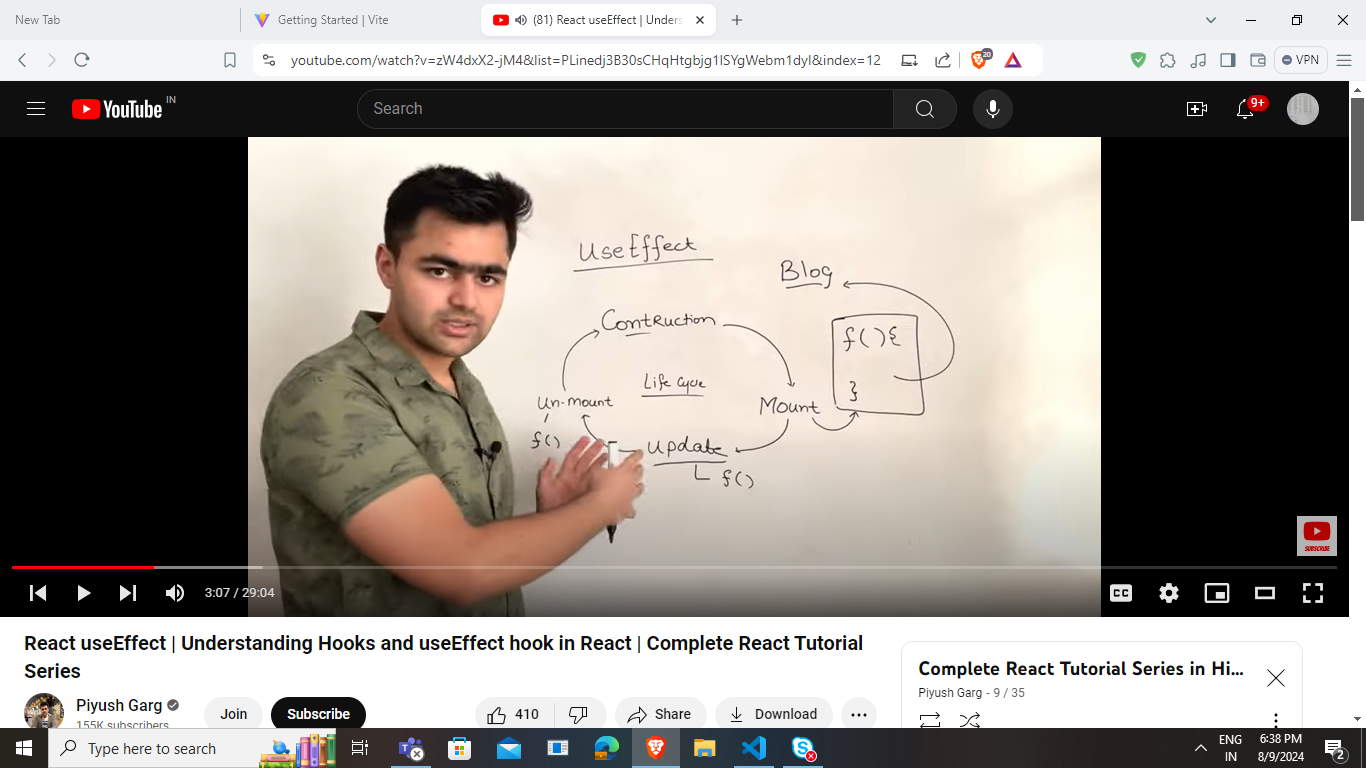 New Tab
Getting Started | Vite
(81) React useEffect | Unders
youtube.com/watch?v=zW4dxX2-jM4&list=PLinedj3B30sCHqHtgbjg1ISYgWebm1dyI&index=12
20
VPN
YouTube IN
Search
9+
UseEffect
Blog
Contruction
f(){
}
Life Cycle
Un-mount
Mount
f()
Update
f()
SUBSCRIBE
3:07 / 29:04
CC
React useEffect | Understanding Hooks and useEffect hook in React | Complete React Tutorial
Series
Piyush Garg
155K subscribers
Join
Subscribe
410
Share
Download
Complete React Tutorial Series in Hi...
Piyush Garg - 9 / 35
Type here to search
ENG
IN
6:38 PM
8/9/2024
2